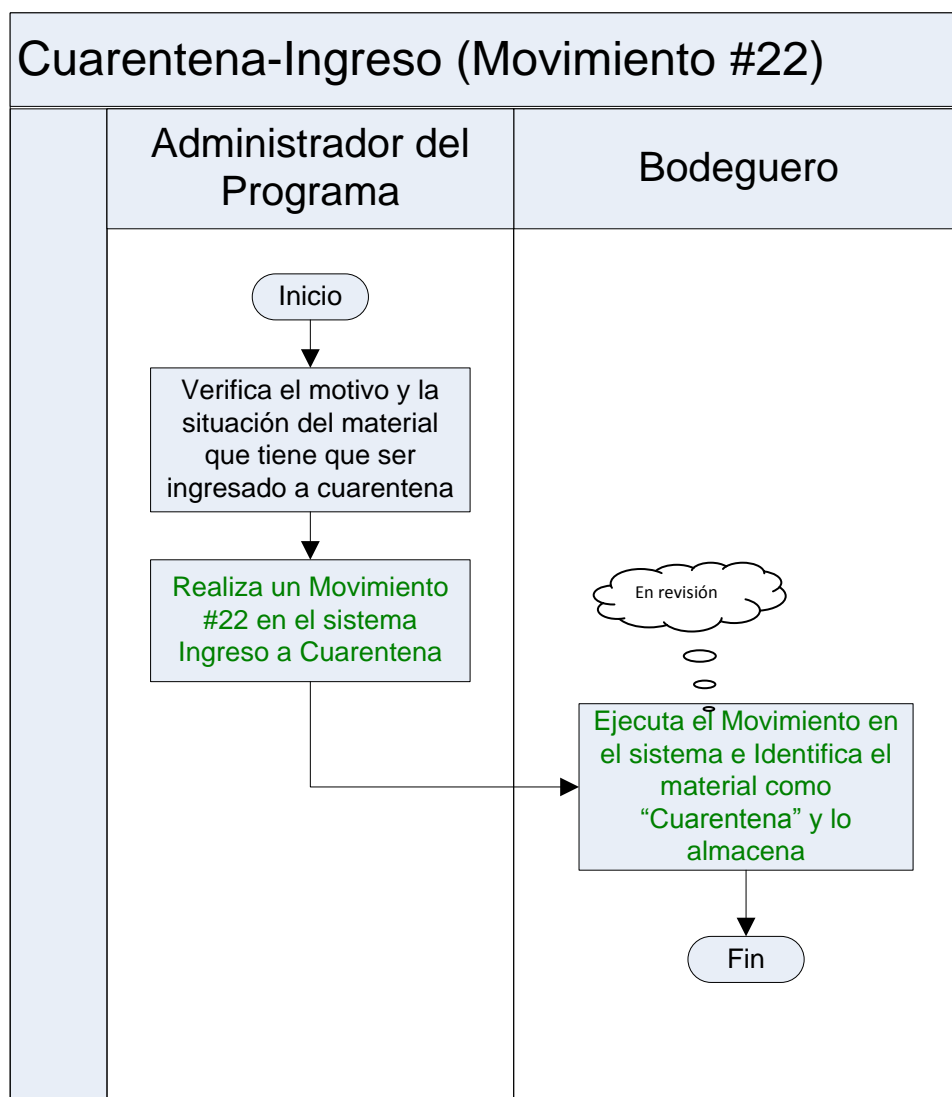 Cuarentena-Ingreso (Movimiento #22)
Administrador del
Programa
Bodeguero
Inicio
Verifica el motivo y la
situación del material
que tiene que ser
ingresado a cuarentena
Realiza un Movimiento
#22 en el sistema
Ingreso a Cuarentena
En revisión
Ejecuta el Movimiento en
el sistema e Identifica el
material como
“Cuarentena” y lo
almacena
Fin